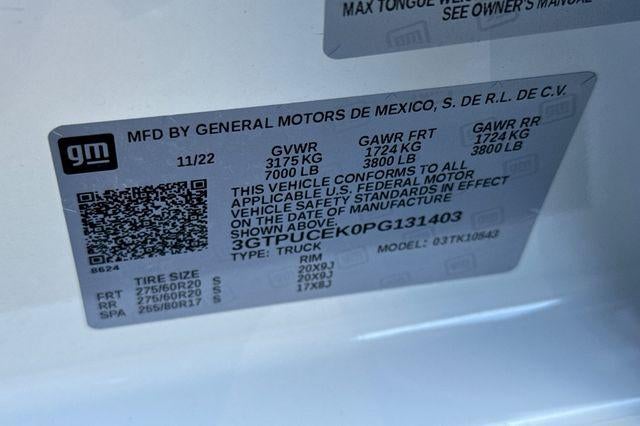 MAX TONGUE
SEE OWNER'S MANUAL
gm
MFD BY GENERAL MOTORS DE MEXICO, S. DE R.L. DE C.V.
11/22 GVWR GAWR FRT GAWR RR
3175 KG 1724 KG 1724 KG
7000 LB 3800 LB 3800 LB
THIS VEHICLE CONFORMS TO ALL
APPLICABLE U.S. FEDERAL MOTOR
VEHICLE SAFETY STANDARDS IN EFFECT
ON THE DATE OF MANUFACTURE
SHOWN ABOVE.
3GTPUCEK0PG131403
TYPE: TRUCK MODEL: 03TK10543
8624
TIRE SIZE RIM
FRT 275/60R20 S 20X9J
RR 275/60R20 S 20X9J
SPA 255/80R17 S 17X8J